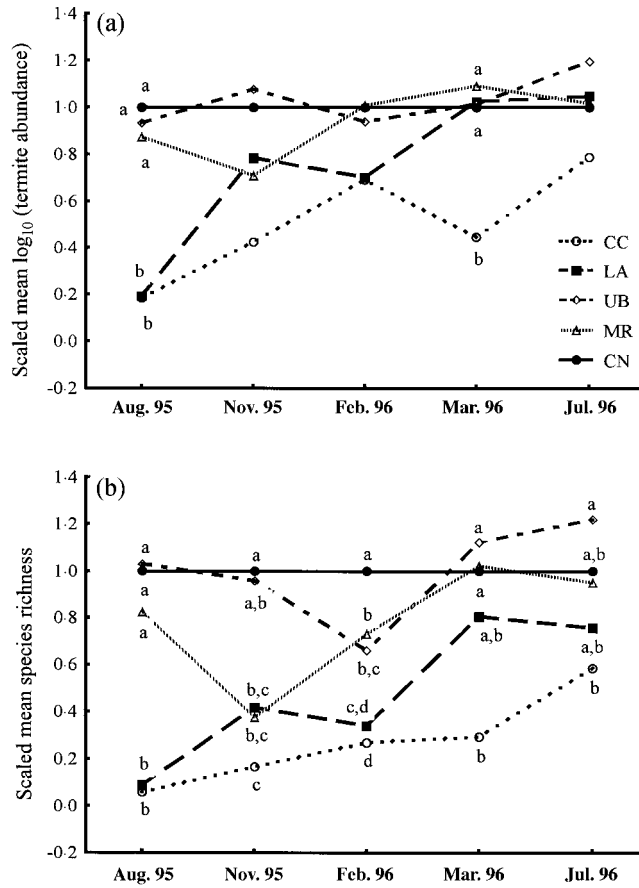 (a)
1·4
1·2
1·0
0·8
0·6
0·4
0·2
0·0
-0·2
Scaled mean log10 (termite abundance)
a
a
a
b
b
a
a
b
CC
LA
UB
MR
CN
Aug. 95 Nov. 95 Feb. 96 Mar. 96 Jul. 96
(b)
1·4
1·2
1·0
0·8
0·6
0·4
0·2
0·0
-0·2
Scaled mean species richness
a a a a a
a a,b a a,b
a b
b,c a,b a,b
b b,c c,d b
b,c
b c d b
Aug. 95 Nov. 95 Feb. 96 Mar. 96 Jul. 96